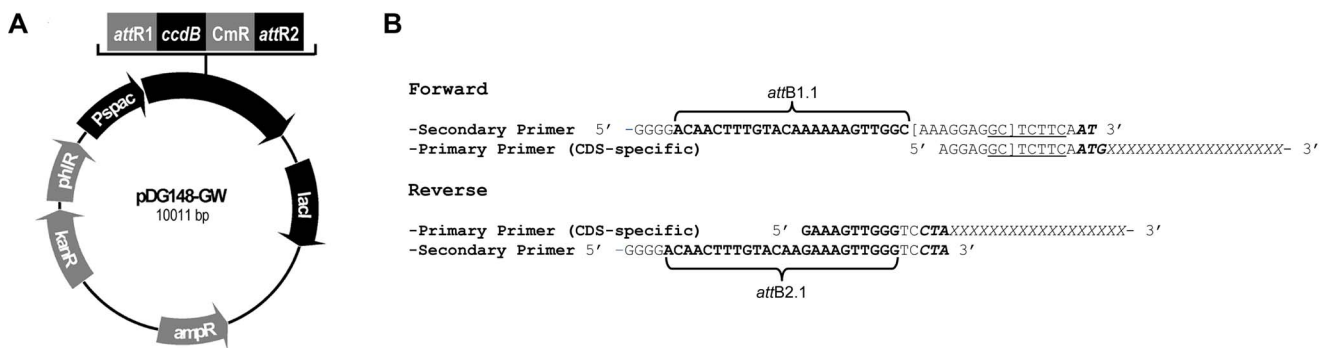 A
attR1 ccdB CmR attR2
Pspac
phlR
lacI
pDG148-GW
10011 bp
kanR
ampR
B
Forward
attB1.1
-Secondary Primer 5’ -GGGGACAACTTTGTACAAAAAAGTTGGC[AAAGGAGGC]TCTTCAAT 3’
-Primary Primer (CDS-specific) 5’ AGGAGGC]TCTTCAATGXXXXXXXXXXXXXXXXXX- 3’
Reverse
-Primary Primer (CDS-specific) 5’ GAAAGTTGGGTCCTAXXXXXXXXXXXXXXXXXX- 3’
-Secondary Primer 5’ -GGGGACAACTTTGTACAAGAAAGTTGGGTCCTA 3’
attB2.1